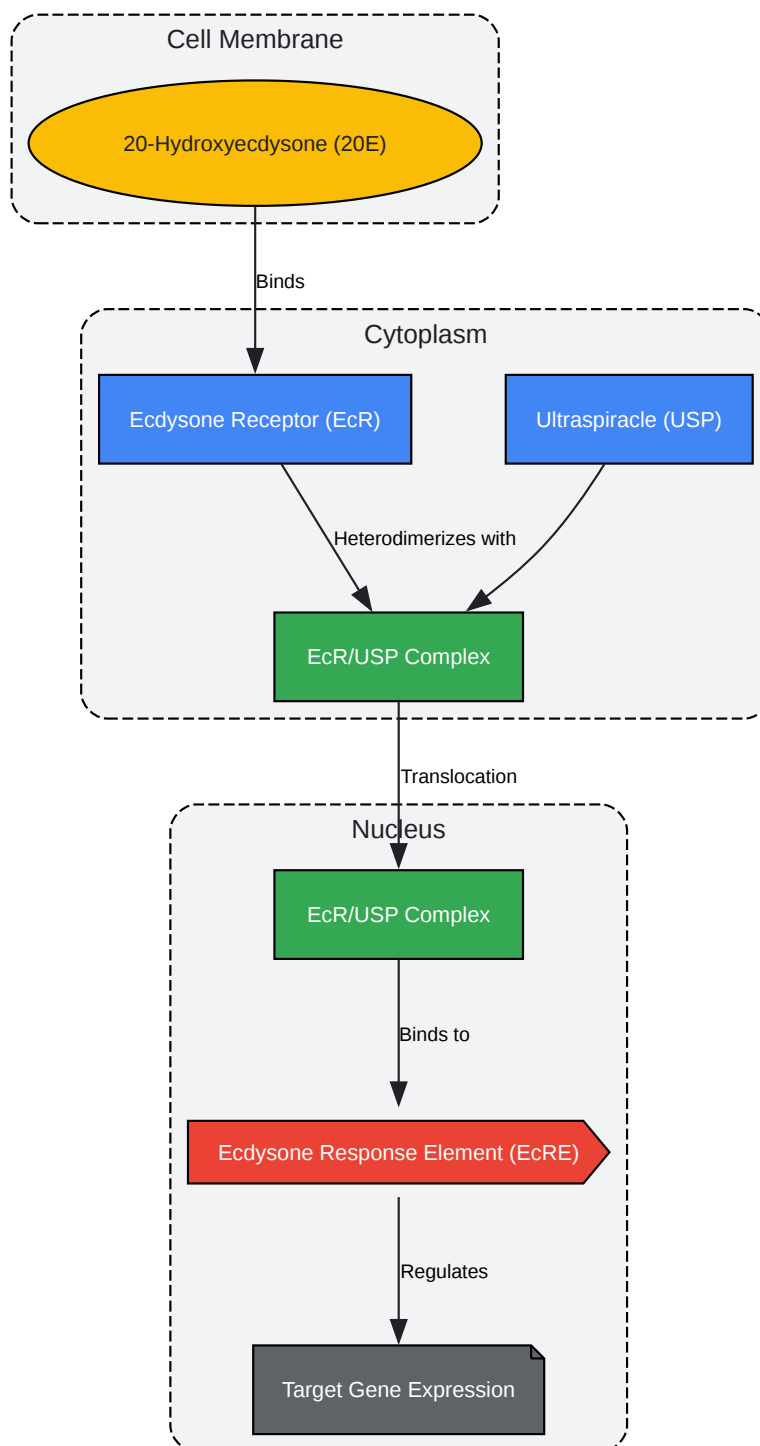 Cell Membrane
20-Hydroxyecdysone (20E)
Binds
Cytoplasm
Ecdysone Receptor (EcR)
Ultraspiracle (USP)
Heterodimerizes with
EcR/USP Complex
Translocation
Nucleus
EcR/USP Complex
Binds to
Ecdysone Response Element (EcRE)
Regulates
Target Gene Expression